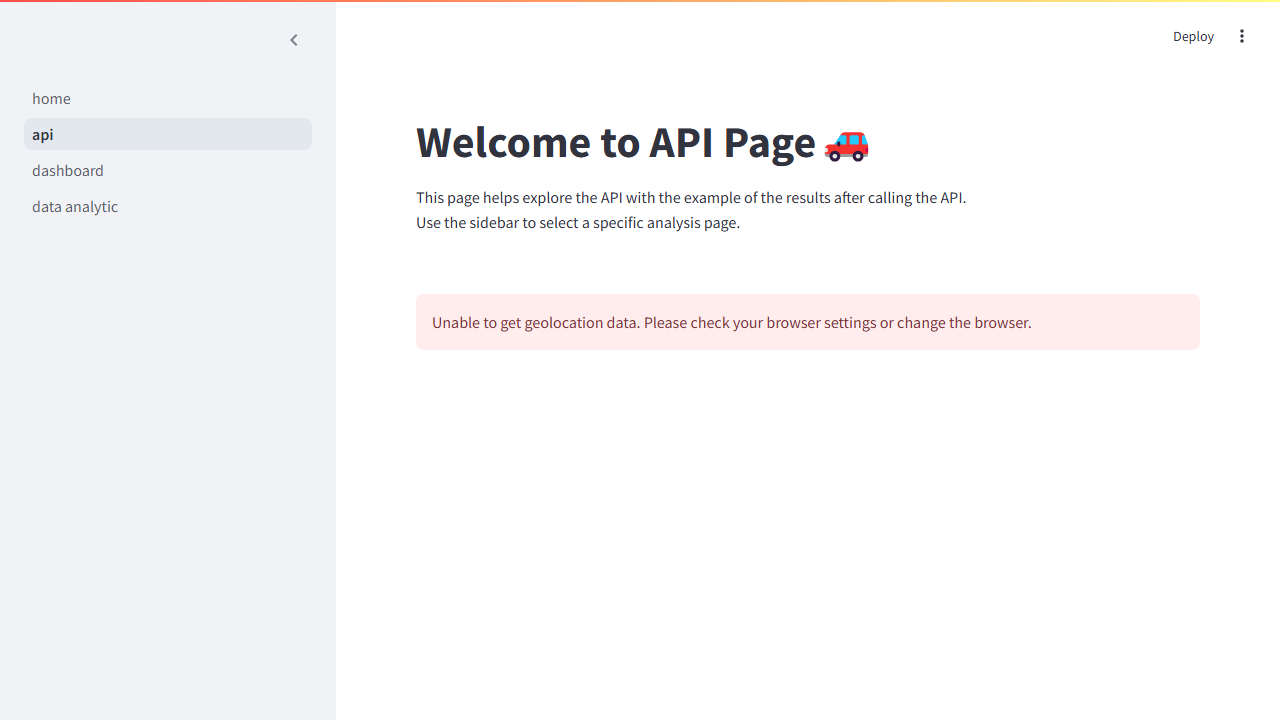 Deploy
home
api
dashboard
data analytic
Welcome to API Page 🚗
This page helps explore the API with the example of the results after calling the API.
Use the sidebar to select a specific analysis page.
Unable to get geolocation data. Please check your browser settings or change the browser.